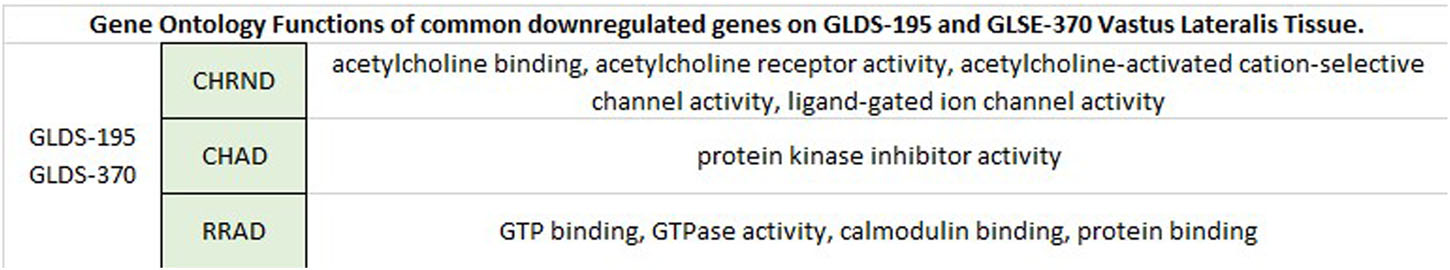 Gene Ontology Functions of common downregulated genes on GLDS-195 and GLSE-370 Vastus Lateralis Tissue.
GLDS-195
GLDS-370
CHRND
acetylcholine binding, acetylcholine receptor activity, acetylcholine-activated cation-selective
channel activity, ligand-gated ion channel activity
CHAD
protein kinase inhibitor activity
RRAD
GTP binding, GTPase activity, calmodulin binding, protein binding